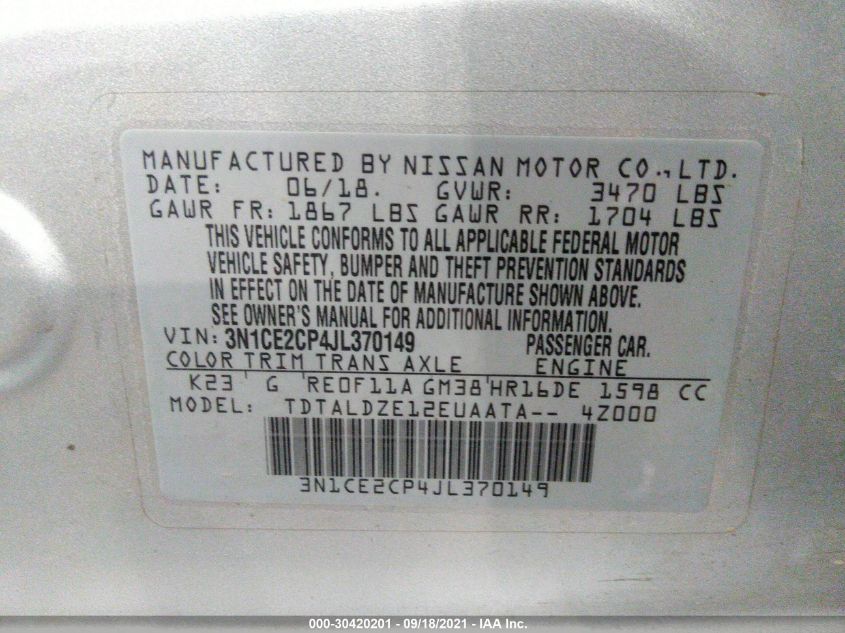 MANUFACTURED BY NISSAN MOTOR CO., LTD.
DATE: 06/18. GVWR: 3470 LBS
GAWR FR: 1867 LBS GAWR RR: 1704 LBS
THIS VEHICLE CONFORMS TO ALL APPLICABLE FEDERAL MOTOR
VEHICLE SAFETY, BUMPER AND THEFT PREVENTION STANDARDS
IN EFFECT ON THE DATE OF MANUFACTURE SHOWN ABOVE.
SEE OWNER'S MANUAL FOR ADDITIONAL INFORMATION.
VIN: 3N1CE2CP4JL370149 PASSENGER CAR.
COLOR TRIM TRANS AXLE ENGINE
K23 G RE0F11A GM38 HR16DE 1598 CC
MODEL: TDTALDZE12EUAATA-- 4Z000
3N1CE2CP4JL370149
000-30420201 - 09/18/2021 - IAA Inc.